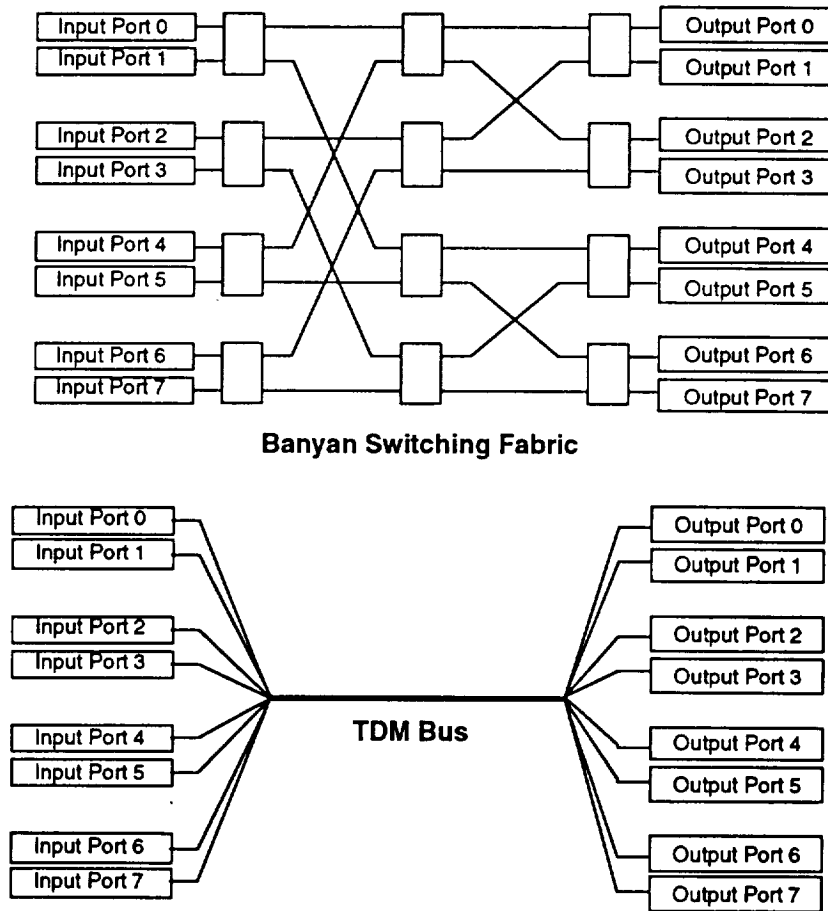 Input Port 0
Output Port 0
Input Port 1
Output Port 1
Input Port 2
Output Port 2
Input Port 3
Output Port 3
Input Port 4
Output Port 4
Input Port 5
Output Port 5
Input Port 6
Output Port 6
Input Port 7
Output Port 7
Banyan Switching Fabric
Input Port 0
Output Port 0
Input Port 1
Output Port 1
Input Port 2
Output Port 2
Input Port 3
Output Port 3
TDM Bus
Input Port 4
Output Port 4
Input Port 5
Output Port 5
Input Port 6
Output Port 6
Input Port 7
Output Port 7